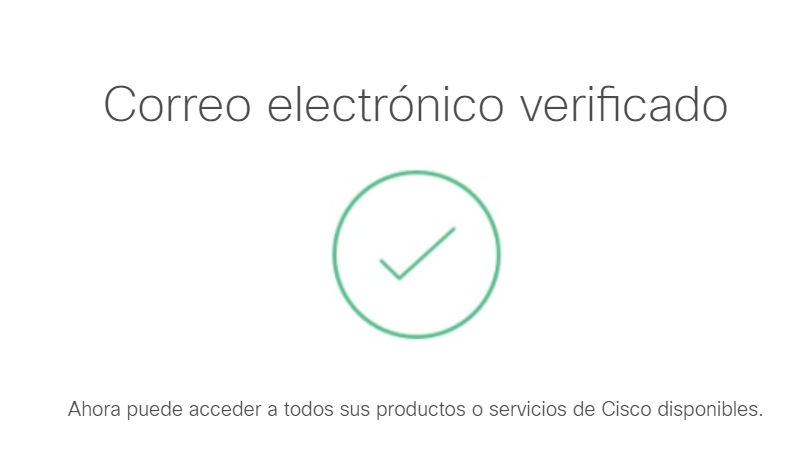 Correo electrónico verificado
Ahora puede acceder a todos sus productos o servicios de Cisco disponibles.